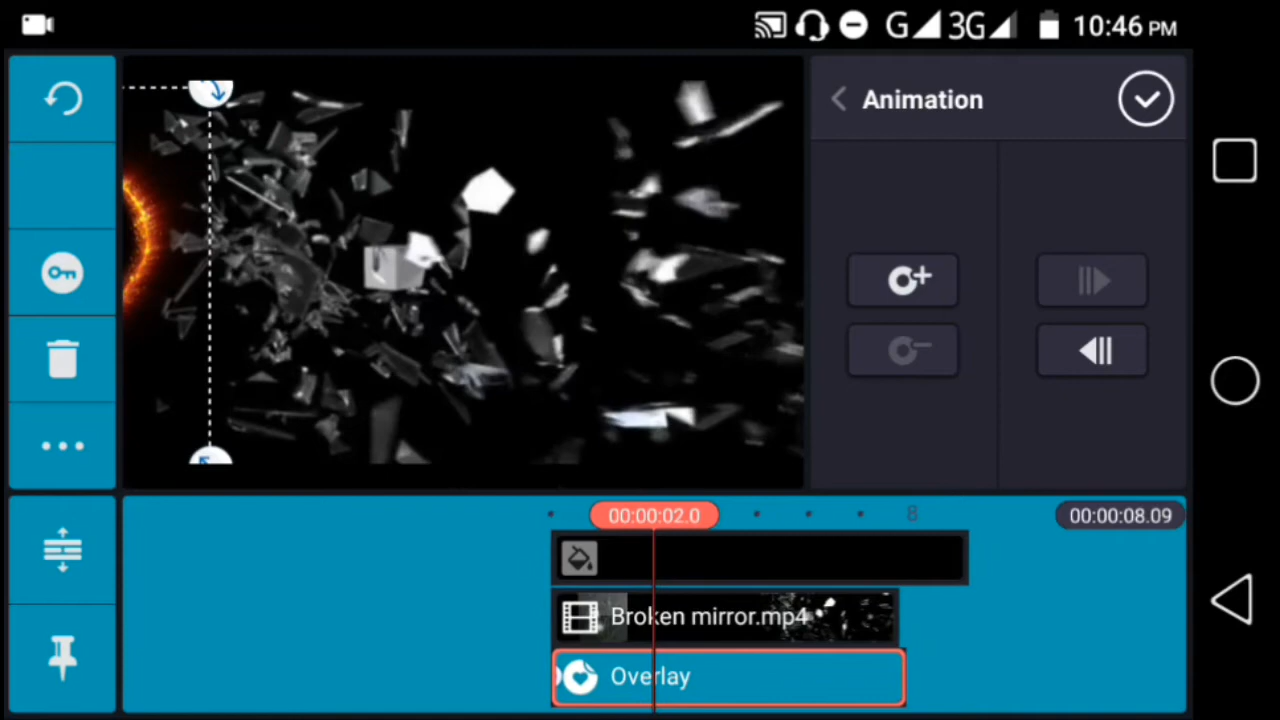 G 3G 10:46 PM
Animation
00:00:02.0
8
00:00:08.09
Broken mirror.mp4
Overlay